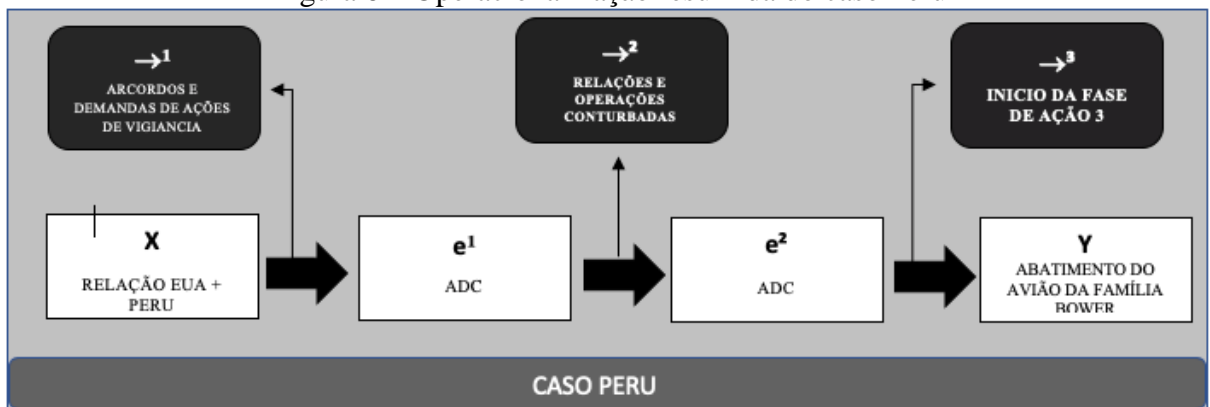 →¹
ARCORDOS E
DEMANDAS DE AÇÕES
DE VIGIANCIA
→²
RELAÇÕES E
OPERAÇÕES
CONTURBADAS
→³
INICIO DA FASE
DE AÇÃO 3
X
RELAÇÃO EUA +
PERU
e¹
ADC
e²
ADC
Y
ABATIMENTO DO
AVIÃO DA FAMÍLIA
BOWER
CASO PERU